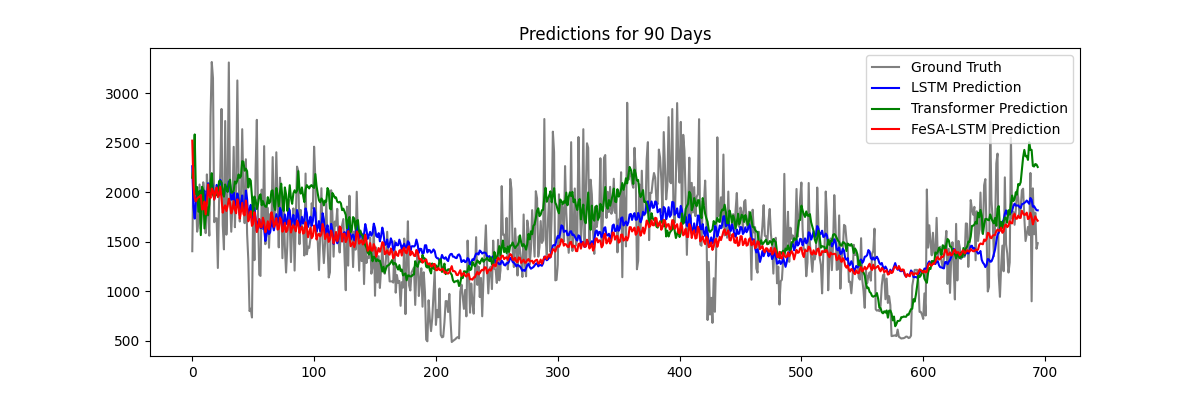 Predictions for 90 Days
Ground Truth
LSTM Prediction
Transformer Prediction
FeSA-LSTM Prediction
3000
2500
2000
1500
1000
500
0 100 200 300 400 500 600 700